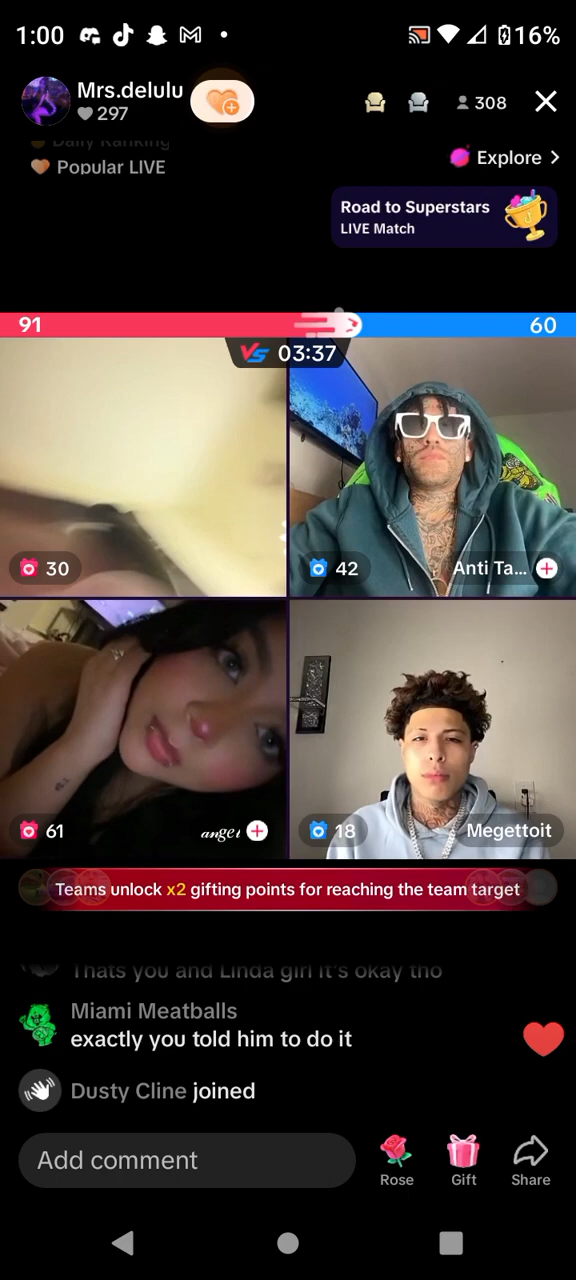 1:00
16%
Mrs.delulu
297
308
Daily Ranking
Popular LIVE
Explore
Road to Superstars
LIVE Match
91
60
VS 03:37
30
42
Anti Ta...
61
angel
18
Megettoit
Teams unlock x2 gifting points for reaching the team target
Thats you and Linda girl it's okay tho
Miami Meatballs
exactly you told him to do it
Dusty Cline joined
Add comment
Rose
Gift
Share